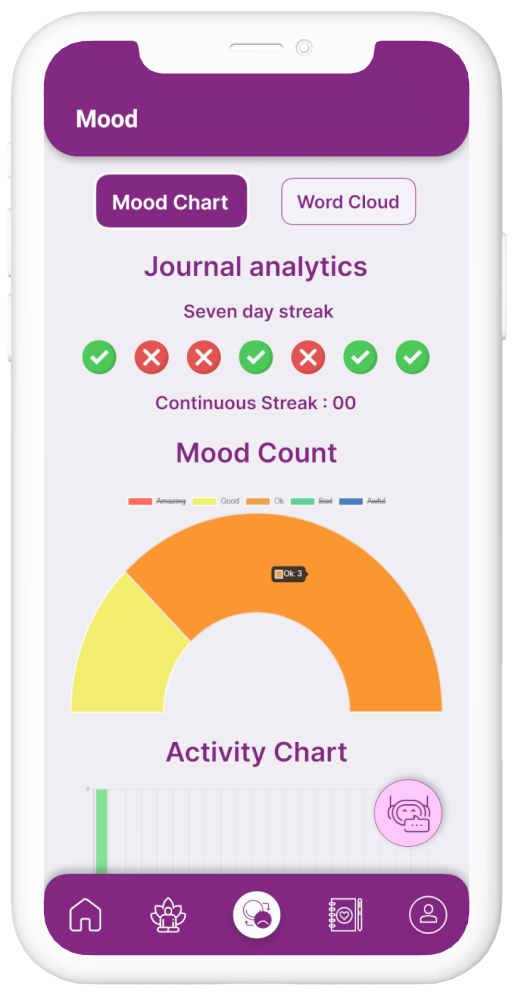 Mood
Mood Chart Word Cloud
Journal analytics
Seven day streak
Continuous Streak : 00
Mood Count
Amazing Good Ok Bad Awful
Ok: 3
Activity Chart
2